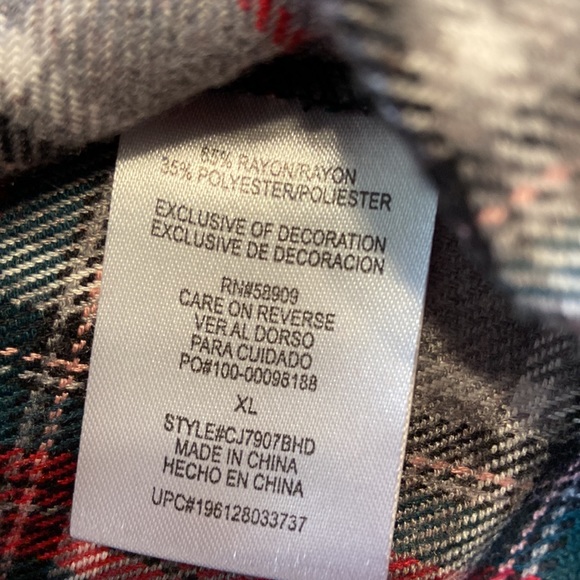 65% RAYON/RAYON
35% POLYESTER/POLIESTER
EXCLUSIVE OF DECORATION
EXCLUSIVE DE DECORACION
RN#58909
CARE ON REVERSE
VER AL DORSO
PARA CUIDADO
PO#100-00098188
XL
STYLE#CJ7907BHD
MADE IN CHINA
HECHO EN CHINA
UPC#196128033737